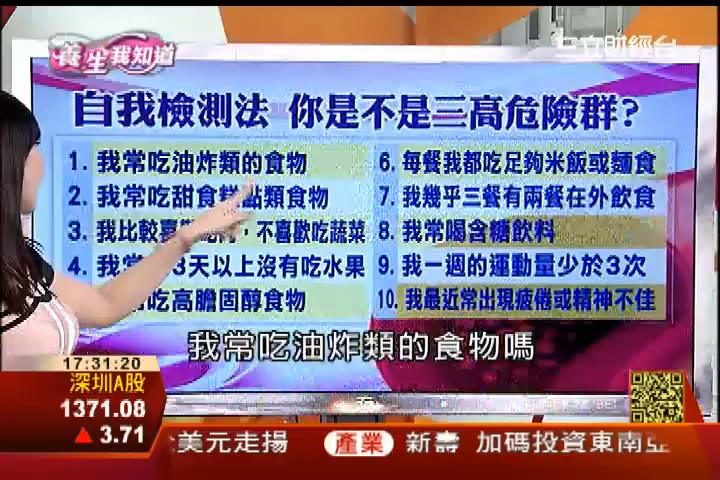 養生我知道
三立財經台
自我檢測法 你是不是三高危險群?
1. 我常吃油炸類的食物
2. 我常吃甜食糕點類食物
3. 我比較喜 不喜歡吃蔬菜
4. 我常 3天以上沒有吃水果
吃高膽固醇食物
6. 每餐我都吃足夠米飯或麵食
7. 我幾乎三餐有兩餐在外飲食
8. 我常喝含糖飲料
9. 我一週的運動量少於3次
10. 我最近常出現疲倦或精神不佳
我常吃油炸類的食物嗎
17:31:20
深圳A股
1371.08
▲3.71
美元走揚 產業 新壽 加碼投資東南亞